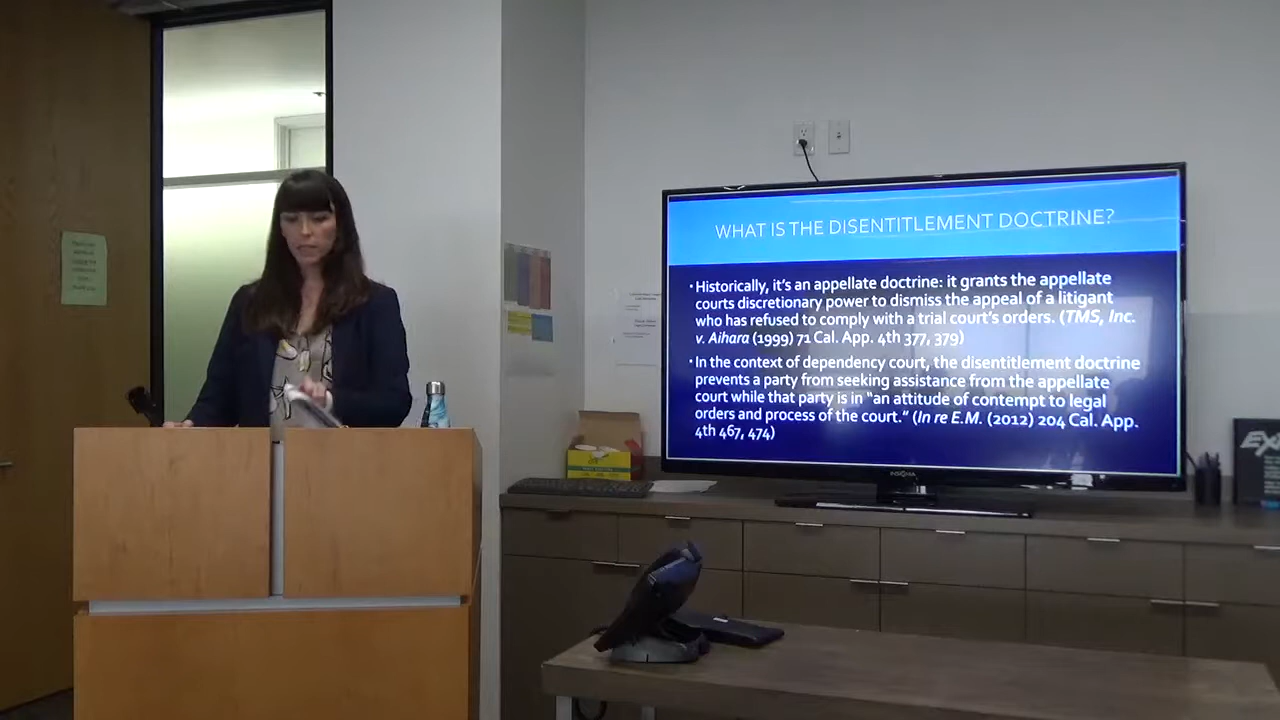 WHAT IS THE DISENTITLEMENT DOCTRINE?
Historically, it's an appellate doctrine: it grants the appellate
courts discretionary power to dismiss the appeal of a litigant
who has refused to comply with a trial court's orders. (TMS, Inc.
v. Aihara (1999) 71 Cal. App. 4th 377, 379)
In the context of dependency court, the disentitlement doctrine
prevents a party from seeking assistance from the appellate
court while that party is in "an attitude of contempt to legal
orders and process of the court." (In re E.M. (2012) 204 Cal. App.
4th 467, 474)
INSIGNIA